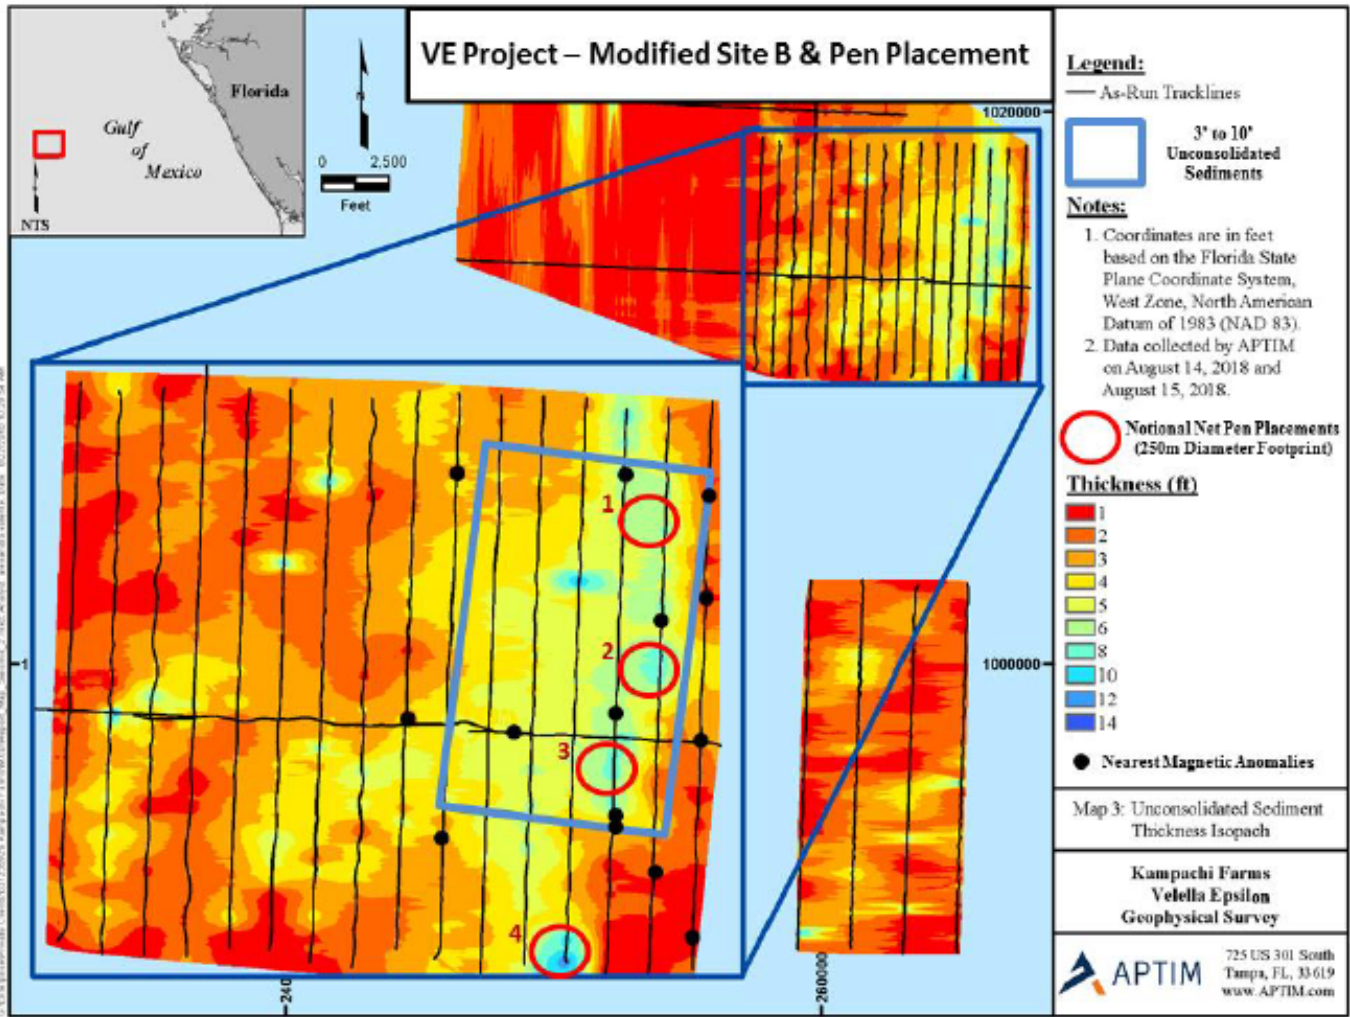 VE Project – Modified Site B & Pen Placement
Florida
Gulf
of
Mexico
NTS
N
0 2,500
Feet
1020000
1000000
1
240
260000
1
2
3
4
Legend:
As-Run Tracklines
3' to 10'
Unconsolidated
Sediments
Notes:
1. Coordinates are in feet
based on the Florida State
Plane Coordinate System,
West Zone, North American
Datum of 1983 (NAD 83).
2. Data collected by APTIM
on August 14, 2018 and
August 15, 2018.
Notional Net Pen Placements
(250m Diameter Footprint)
Thickness (ft)
1
2
3
4
5
6
8
10
12
14
Nearest Magnetic Anomalies
Map 3: Unconsolidated Sediment
Thickness Isopach
Kampachi Farms
Velella Epsilon
Geophysical Survey
APTIM
725 US 301 South
Tampa, FL, 33619
www.APTIM.com